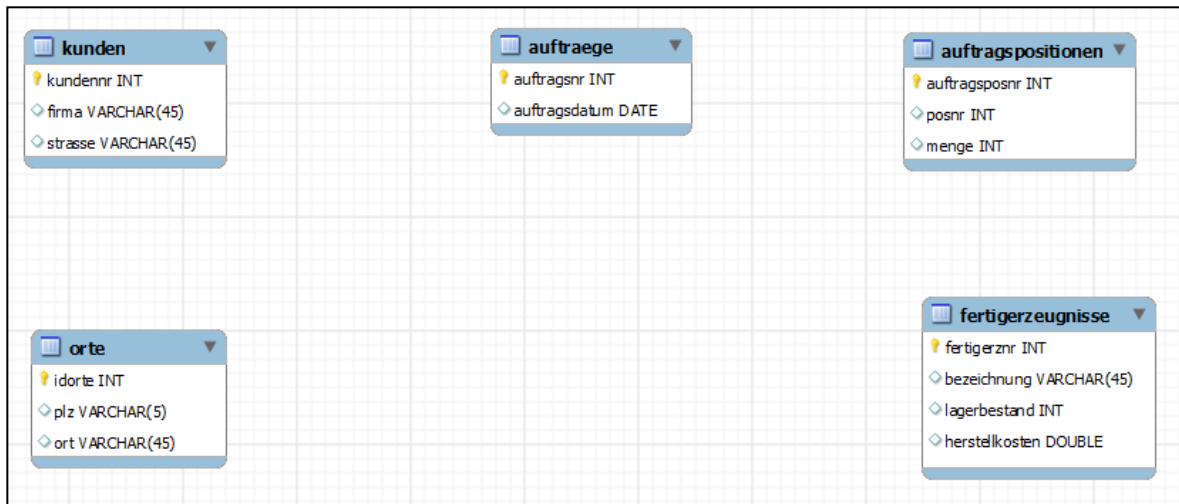 kunden
kundennr INT
firma VARCHAR(45)
strasse VARCHAR(45)
auftraege
auftragsnr INT
auftragsdatum DATE
auftragspositionen
auftragsposnr INT
posnr INT
menge INT
orte
idorte INT
plz VARCHAR(5)
ort VARCHAR(45)
fertigerzeugnisse
fertigerznr INT
bezeichnung VARCHAR(45)
lagerbestand INT
herstellkosten DOUBLE